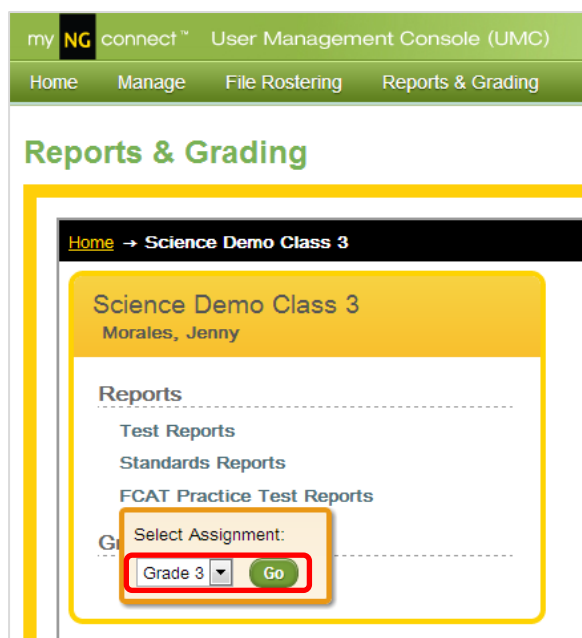 my NG connect™ User Management Console (UMC)
Home Manage File Rostering Reports & Grading
Reports & Grading
Home → Science Demo Class 3
Science Demo Class 3
Morales, Jenny
Reports
Test Reports
Standards Reports
FCAT Practice Test Reports
Select Assignment:
Grade 3 Go